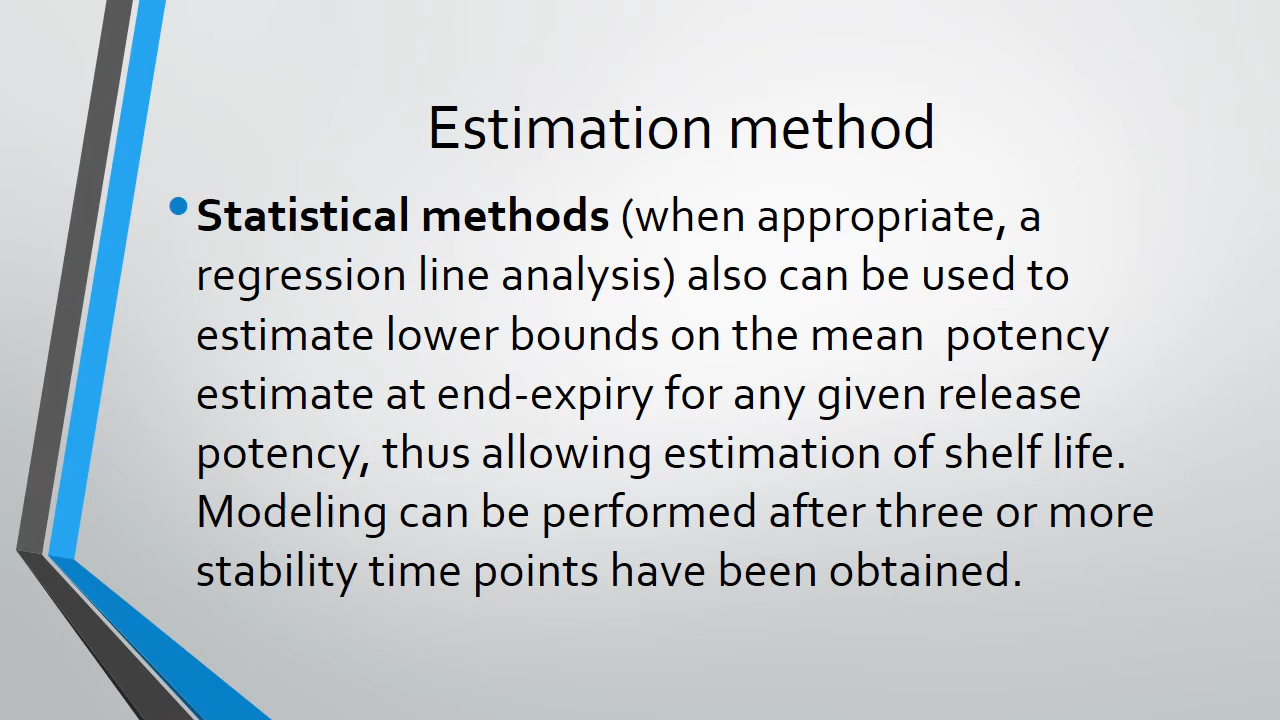 Estimation method
• Statistical methods (when appropriate, a
regression line analysis) also can be used to
estimate lower bounds on the mean  potency
estimate at end-expiry for any given release
potency, thus allowing estimation of shelf life.
Modeling can be performed after three or more
stability time points have been obtained.